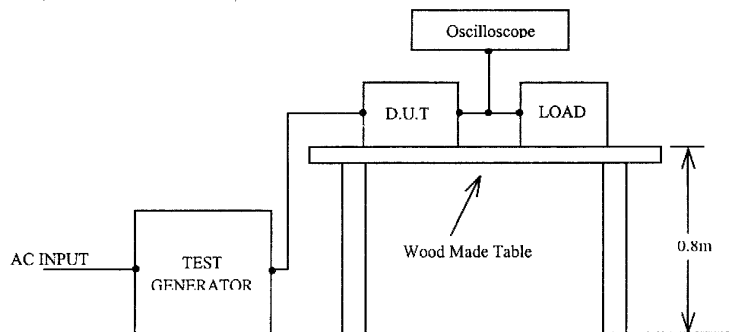 Oscilloscope
D.U.T
LOAD
Wood Made Table
0.8m
AC INPUT
TEST
GENERATOR